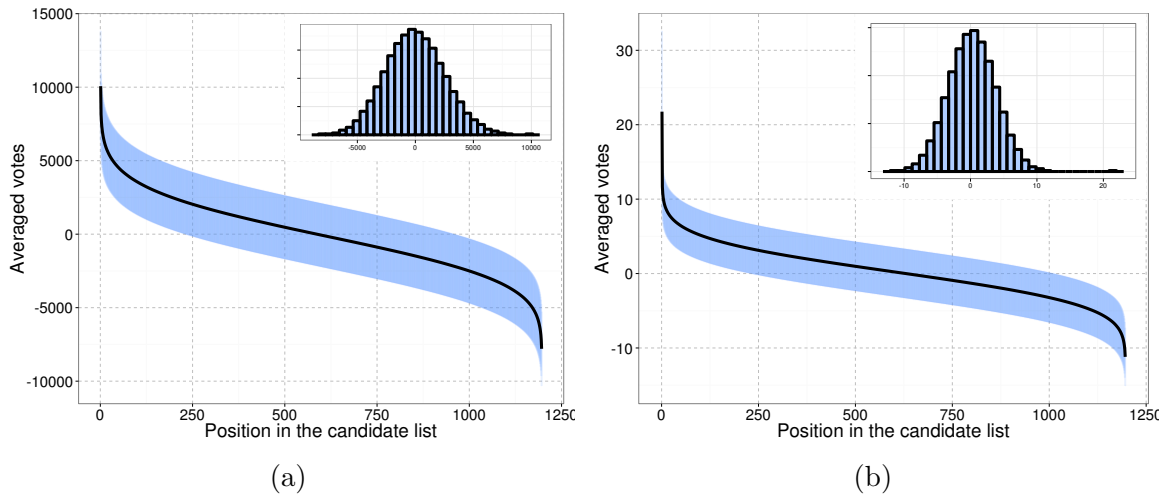 15000
10000
5000
0
-5000
-10000
Averaged votes
-5000 0 5000 10000
0 250 500 750 1000 1250
Position in the candidate list
(a)
30
20
10
0
-10
Averaged votes
-10 0 10 20
0 250 500 750 1000 1250
Position in the candidate list
(b)